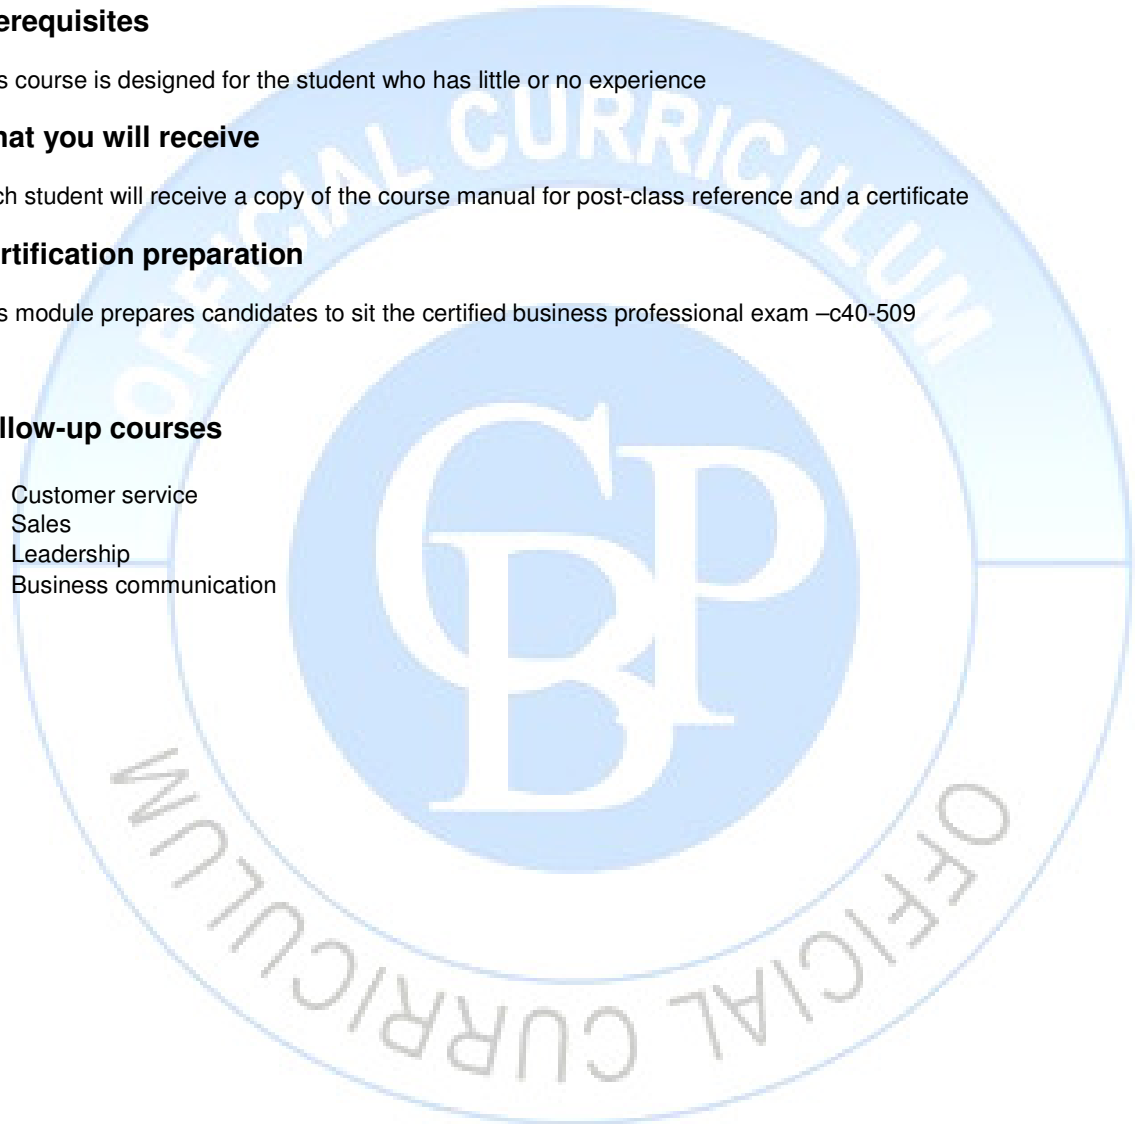 erequisites
s course is designed for the student who has little or no experience
hat you will receive
ch student will receive a copy of the course manual for post-class reference and a certificate
rtification preparation
s module prepares candidates to sit the certified business professional exam –c40-509
llow-up courses
Customer service
Sales
Leadership
Business communication
OFFICIAL CURRICULUM
CBP
OFFICIAL CURRICULUM